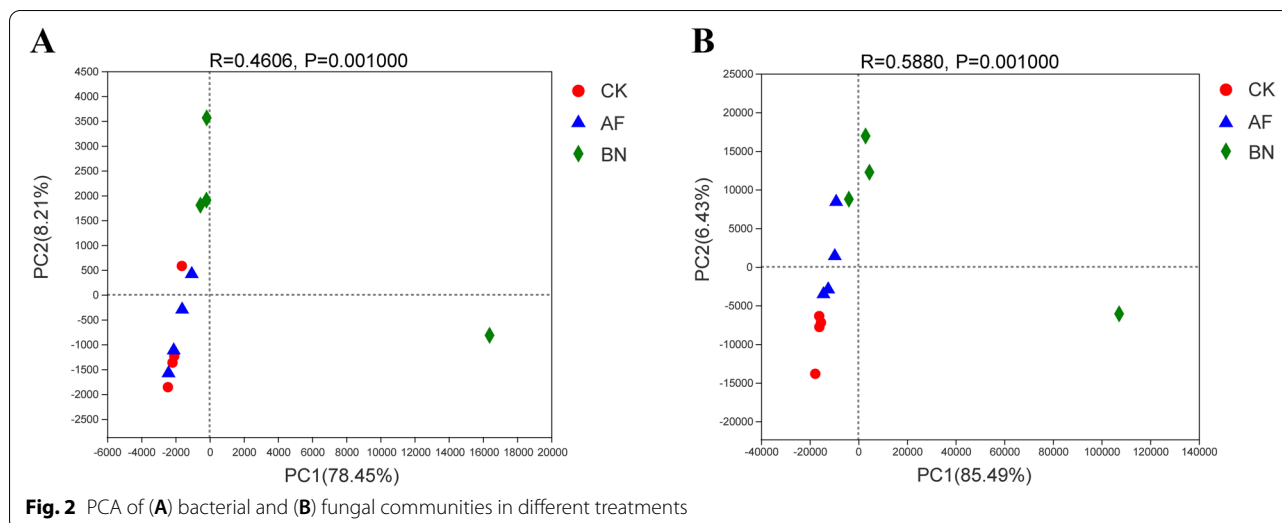 A
R=0.4606, P=0.001000
4500
4000
3500
3000
2500
2000
1500
1000
500
0
-500
-1000
-1500
-2000
-2500
PC2(8.21%)
-6000 -4000 -2000 0 2000 4000 6000 8000 10000 12000 14000 16000 18000 20000
PC1(78.45%)
CK
AF
BN
B
R=0.5880, P=0.001000
25000
20000
15000
10000
5000
0
-5000
-10000
-15000
-20000
PC2(6.43%)
-40000 -20000 0 20000 40000 60000 80000 100000 120000 140000
PC1(85.49%)
CK
AF
BN
Fig. 2 PCA of (A) bacterial and (B) fungal communities in different treatments